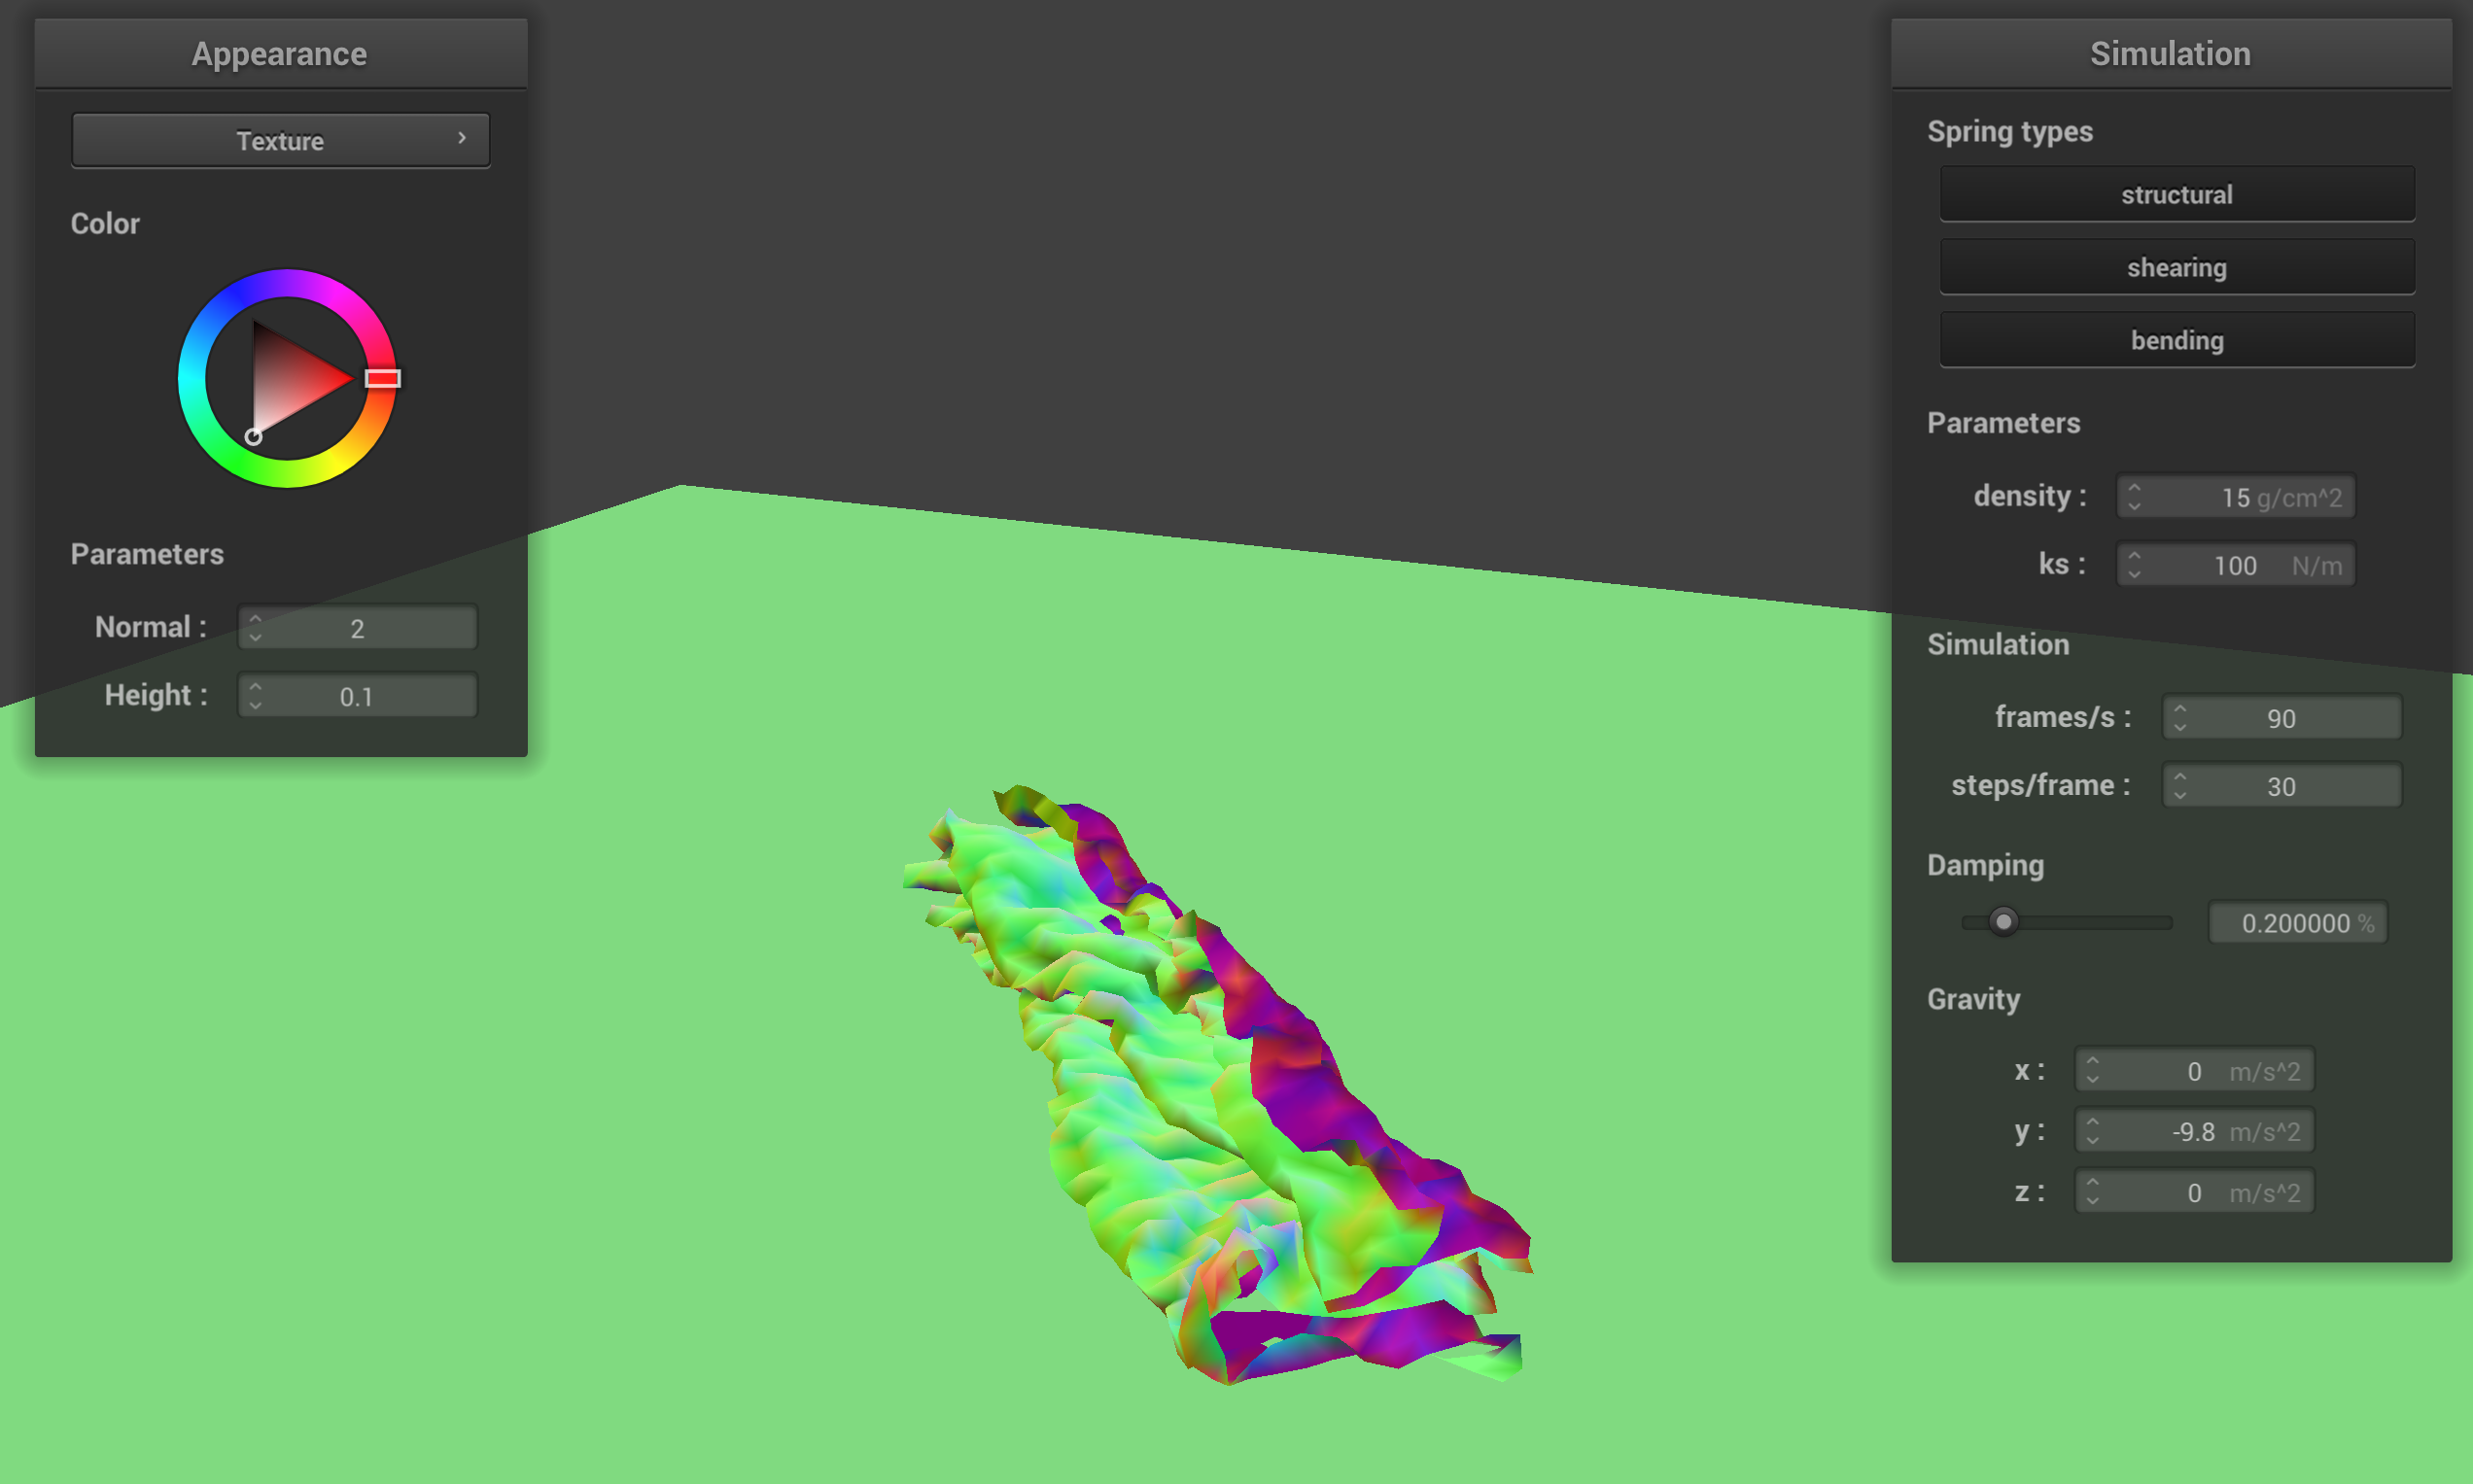 Appearance
Texture
Color
Parameters
Normal : 2
Height : 0.1
Simulation
Spring types
structural
shearing
bending
Parameters
density : 15 g/cm^2
ks : 100 N/m
Simulation
frames/s : 90
steps/frame : 30
Damping
0.200000 %
Gravity
x : 0 m/s^2
y : -9.8 m/s^2
z : 0 m/s^2